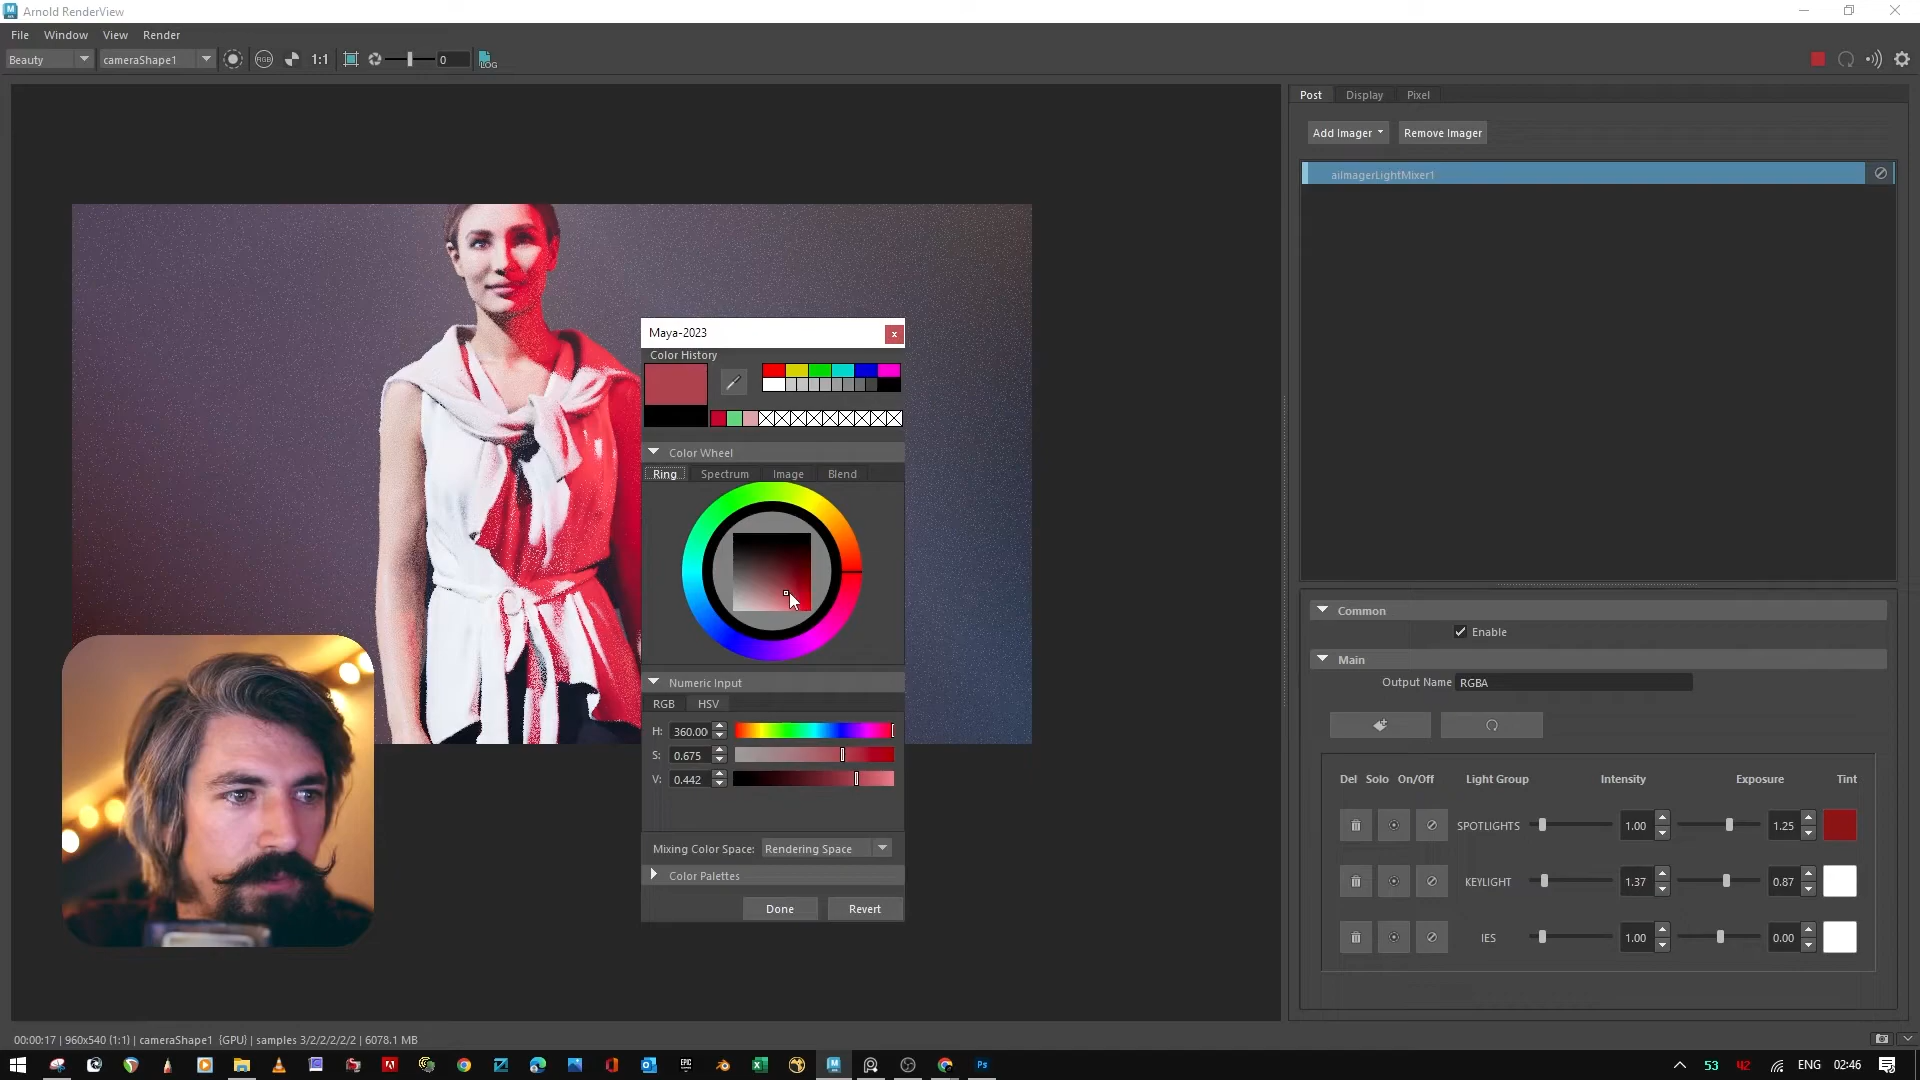 Arnold RenderView
File Window View Render
Beauty cameraShape1 RGB 1:1 0 LOG
Post Display Pixel
Add Imager Remove Imager
aiImagerLightMixer1
Maya-2023
Color History
Color Wheel
Ring Spectrum Image Blend
Numeric Input
RGB HSV
H: 360.00
S: 0.675
V: 0.442
Mixing Color Space: Rendering Space
Color Palettes
Done Revert
Common
Enable
Main
Output Name RGBA
Del Solo On/Off Light Group Intensity Exposure Tint
SPOTLIGHTS 1.00 1.25
KEYLIGHT 1.37 0.87
IES 1.00 0.00
00:00:17 | 960x540 (1:1) | cameraShape1 {GPU} | samples 3/2/2/2/2/2 | 6078.1 MB
EPIC Ps 53 42 ENG 02:46